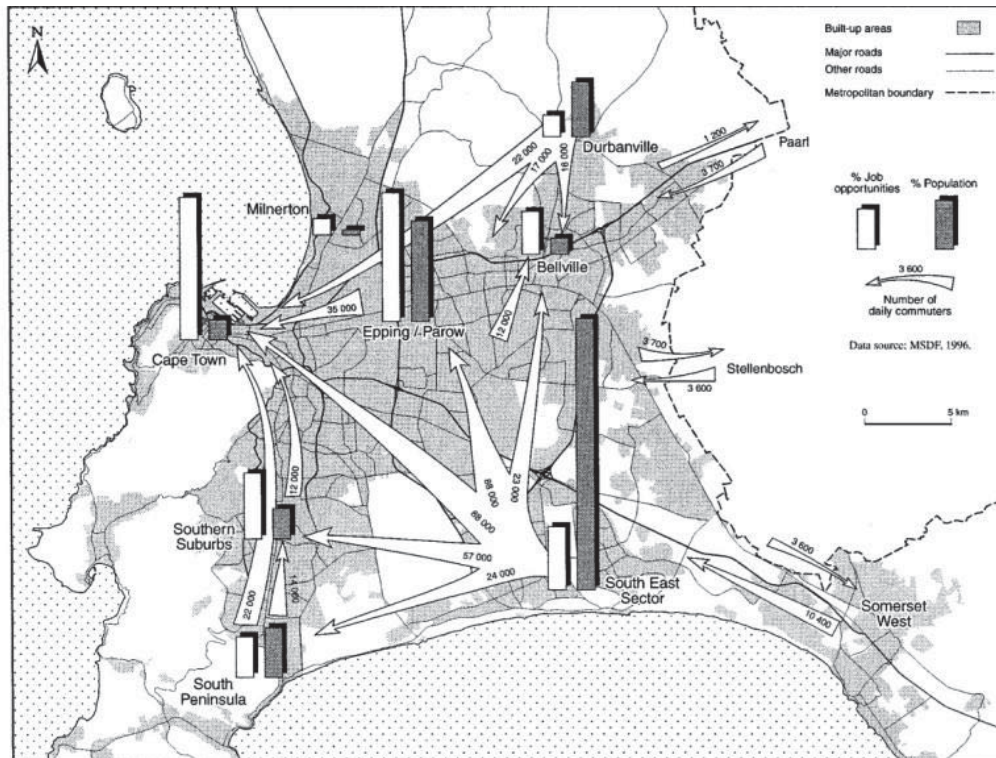 N
Built-up areas
Major roads
Other roads
Metropolitan boundary
Durbanville
1 200
Paarl
3 700
22 000
17 000
16 000
% Job
opportunities
% Population
Milnerton
Bellville
3 600
Number of
daily commuters
35 000
12 000
Epping / Parow
Cape Town
Data source: MSDF, 1996.
3 700
Stellenbosch
3 600
0
5 km
12 000
88 000
23 000
68 000
Southern
Suburbs
57 000
24 000
3 600
South East
Sector
Somerset
West
10 400
22 000
South
Peninsula